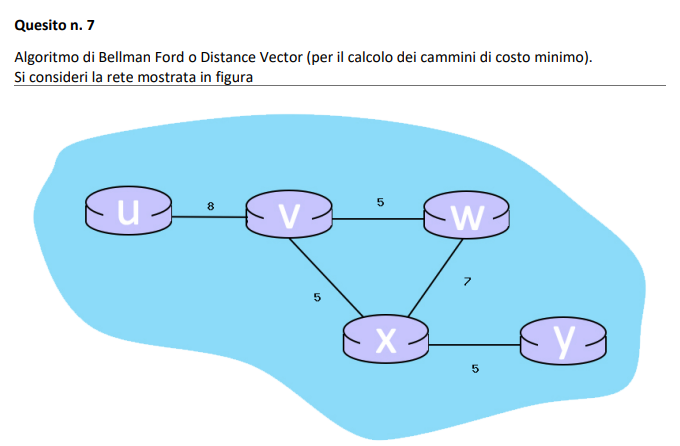 Quesito n. 7
Algoritmo di Bellman Ford o Distance Vector (per il calcolo dei cammini di costo minimo).
Si consideri la rete mostrata in figura
u 8 v 5 w
5 7
x y
5